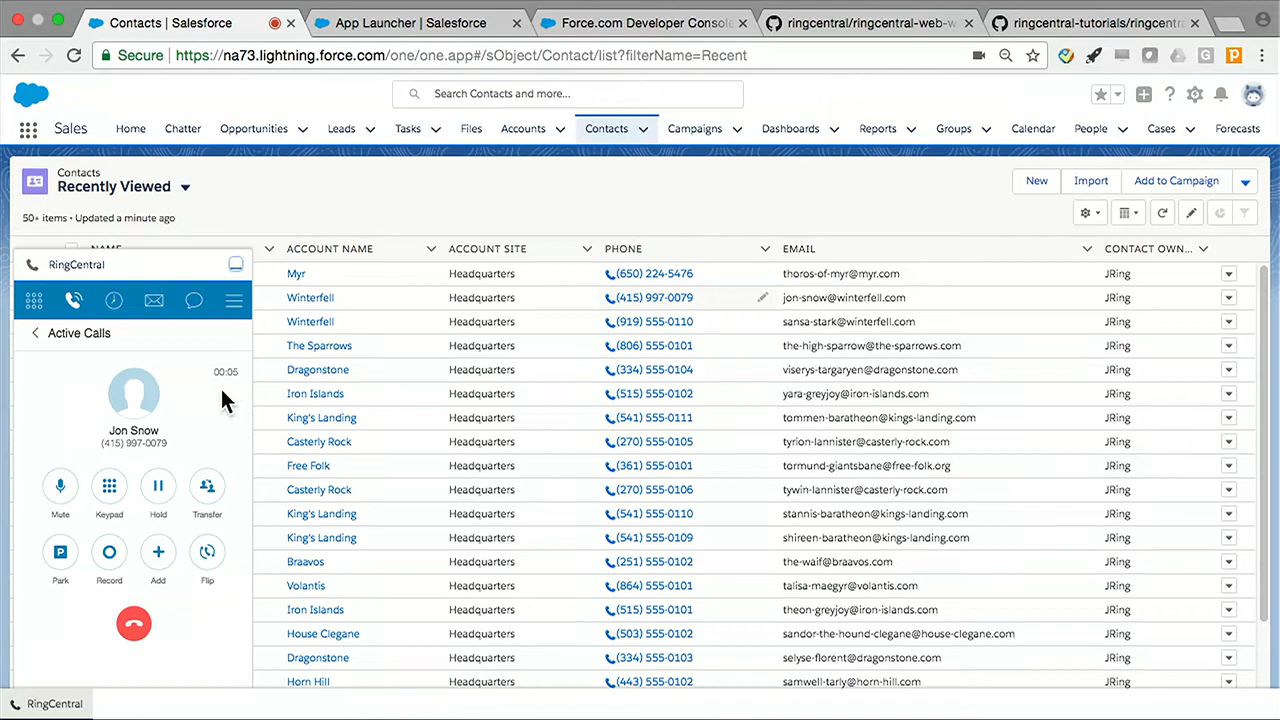 Contacts | Salesforce
App Launcher | Salesforce
Force.com Developer Consol
ringcentral/ringcentral-web-w
ringcentral-tutorials/ringcentr
Secure | https://na73.lightning.force.com/one/one.app#/sObject/Contact/list?filterName=Recent
Search Contacts and more...
Sales Home Chatter Opportunities Leads Tasks Files Accounts Contacts Campaigns Dashboards Reports Groups Calendar People Cases Forecasts
Contacts
Recently Viewed
New Import Add to Campaign
50+ items • Updated a minute ago
NAME ACCOUNT NAME ACCOUNT SITE PHONE EMAIL CONTACT OWN...
Myr Headquarters (650) 224-5476 thoros-of-myr@myr.com JRing
Winterfell Headquarters (415) 997-0079 jon-snow@winterfell.com JRing
Winterfell Headquarters (919) 555-0110 sansa-stark@winterfell.com JRing
The Sparrows Headquarters (806) 555-0101 the-high-sparrow@the-sparrows.com JRing
Dragonstone Headquarters (334) 555-0104 viserys-targaryen@dragonstone.com JRing
Iron Islands Headquarters (515) 555-0102 yara-greyjoy@iron-islands.com JRing
King's Landing Headquarters (541) 555-0111 tommen-baratheon@kings-landing.com JRing
Casterly Rock Headquarters (270) 555-0105 tyrion-lannister@casterly-rock.com JRing
Free Folk Headquarters (361) 555-0101 tormund-giantsbane@free-folk.org JRing
Casterly Rock Headquarters (270) 555-0106 tywin-lannister@casterly-rock.com JRing
King's Landing Headquarters (541) 555-0110 stannis-baratheon@kings-landing.com JRing
King's Landing Headquarters (541) 555-0109 shireen-baratheon@kings-landing.com JRing
Braavos Headquarters (251) 555-0102 the-waif@braavos.com JRing
Volantis Headquarters (864) 555-0101 talisa-maegyr@volantis.com JRing
Iron Islands Headquarters (515) 555-0101 theon-greyjoy@iron-islands.com JRing
House Clegane Headquarters (503) 555-0102 sandor-the-hound-clegane@house-clegane.com JRing
Dragonstone Headquarters (334) 555-0103 selyse-florent@dragonstone.com JRing
Horn Hill Headquarters (443) 555-0102 samwell-tarly@horn-hill.com JRing
RingCentral
Active Calls
00:05
Jon Snow
(415) 997-0079
Mute Keypad Hold Transfer
Park Record Add Flip
RingCentral